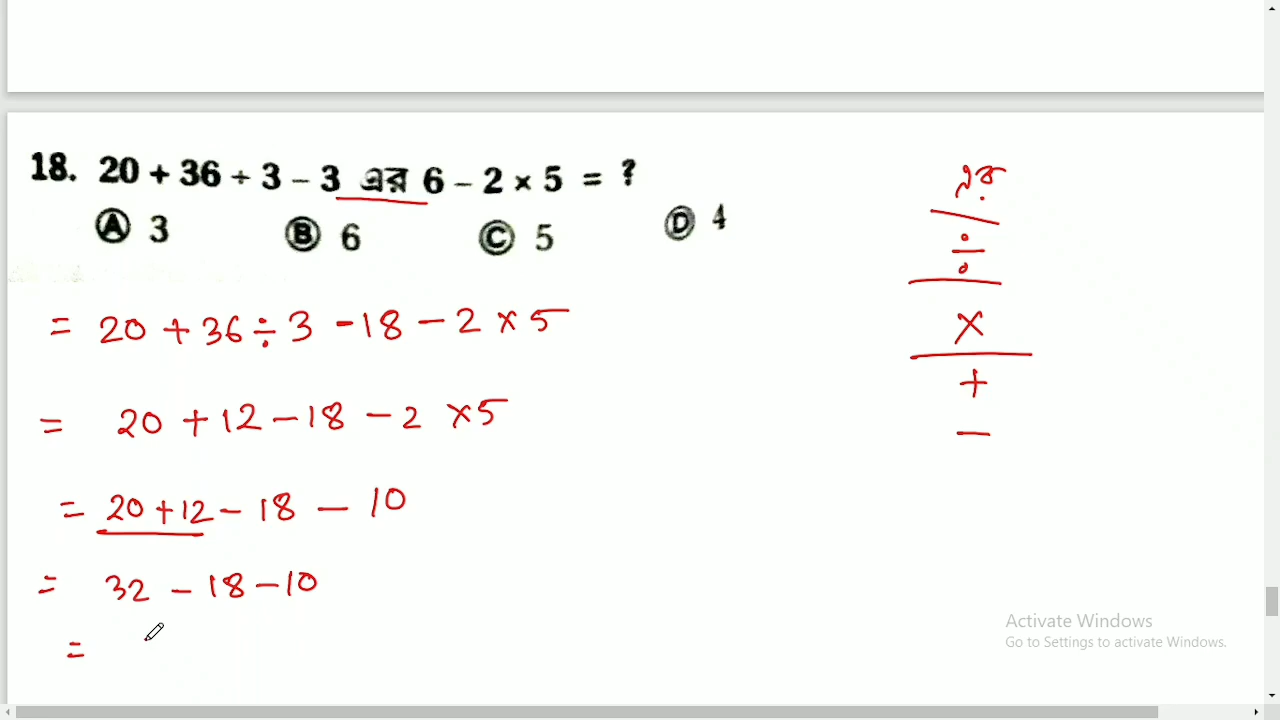 18. 20 + 36 ÷ 3 – 3 এর 6 – 2 × 5 = ?
Ⓐ 3 Ⓑ 6 Ⓒ 5 Ⓓ 4
= 20 + 36 ÷ 3 - 18 - 2 × 5
= 20 + 12 - 18 - 2 × 5
= 20 + 12 - 18 - 10
= 32 - 18 - 10
=
এর
÷
×
+
-
Activate Windows
Go to Settings to activate Windows.